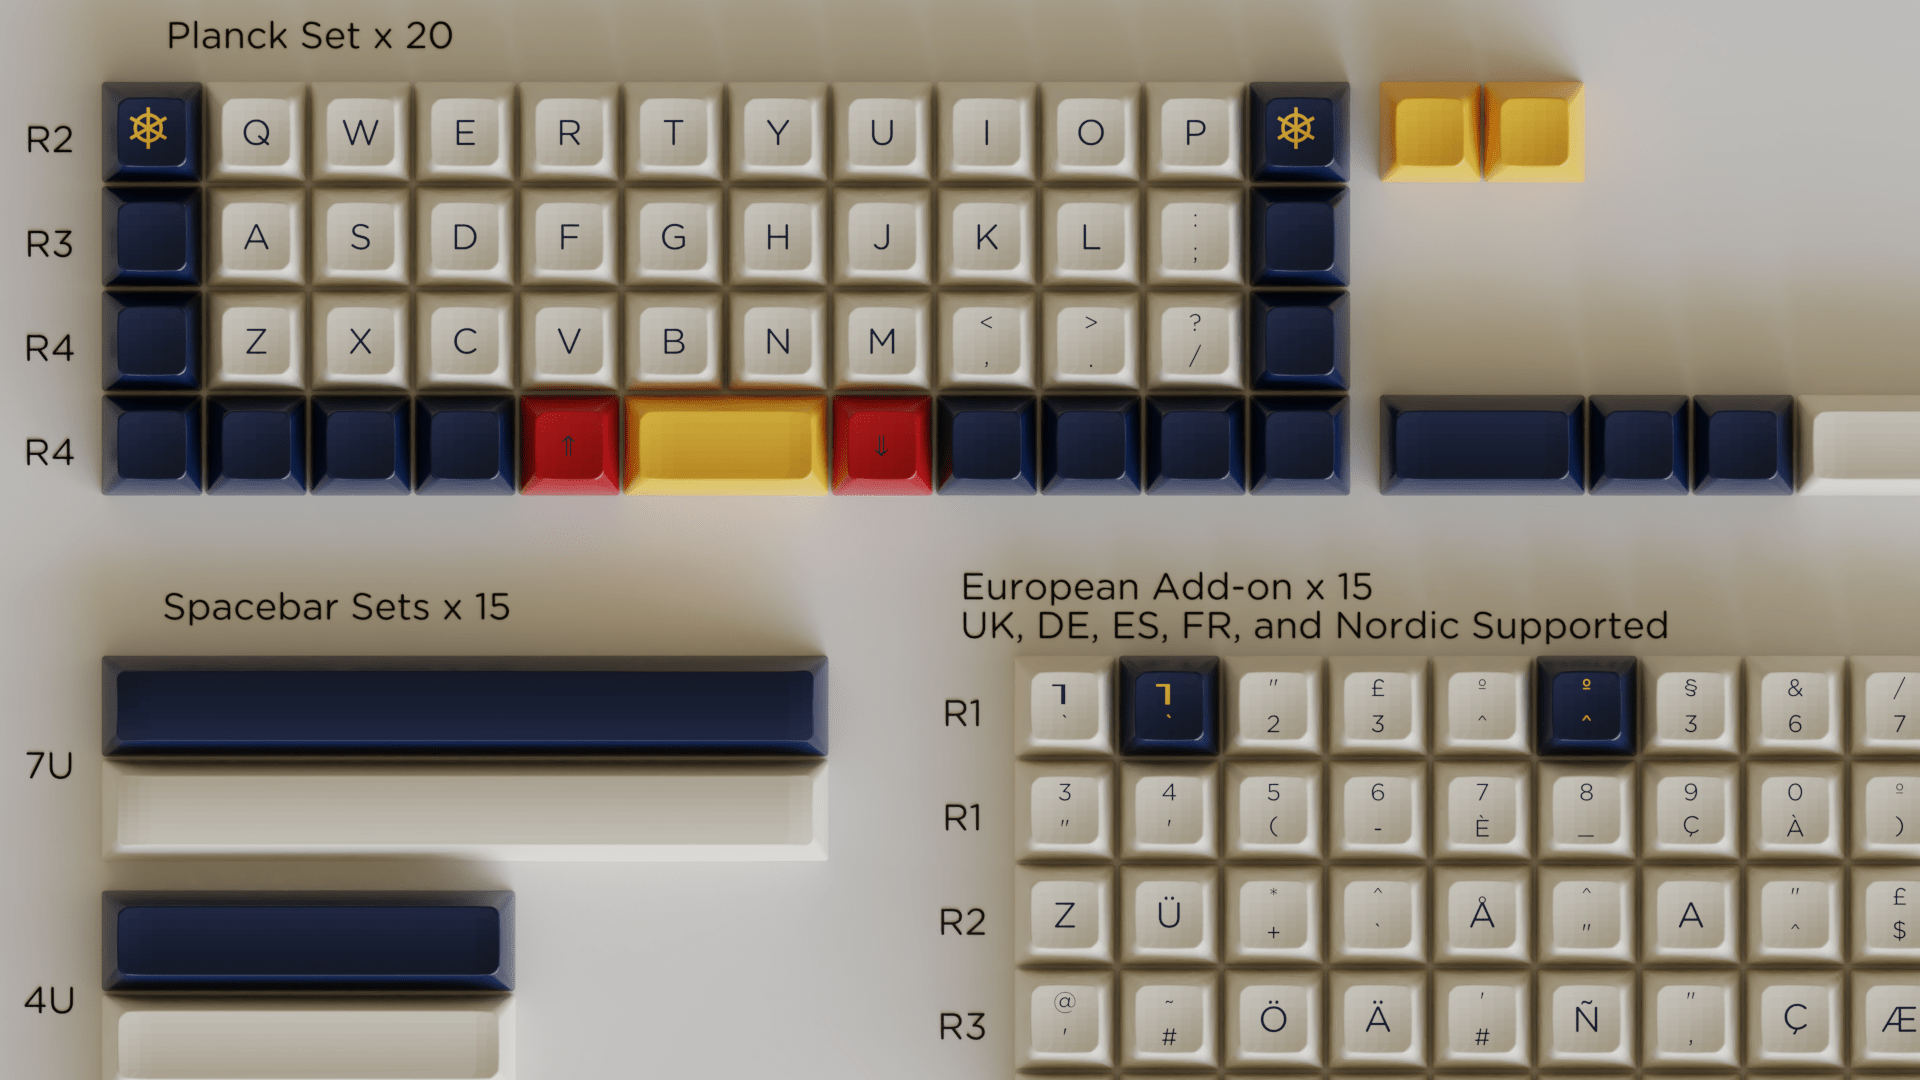 Planck Set x 20
R2 Q W E R T Y U I O P
R3 A S D F G H J K L : ;
R4 Z X C V B N M < , > . ? /
R4 ⇑ ⇓
Spacebar Sets x 15
7U
4U
European Add-on x 15
UK, DE, ES, FR, and Nordic Supported
R1 ¬ ` ¬ ` " 2 £ 3 º ^ º ^ § 3 & 6 / 7
R1 3 " 4 ' 5 ( 6 - 7 È 8 _ 9 Ç 0 À º )
R2 Z Ü * + ^ ` Å ^ " A " ^ £ $
R3 @ ' ~ # Ö Ä ' # Ñ " , Ç Æ